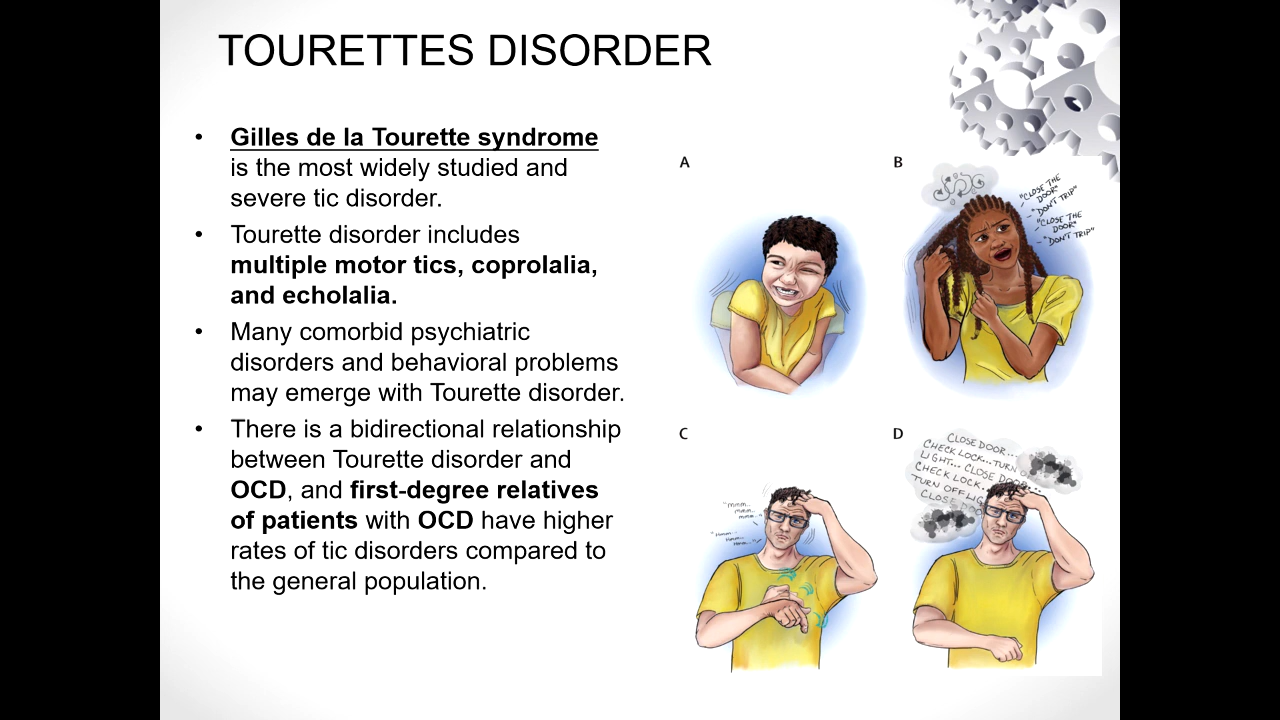 TOURETTES DISORDER
• Gilles de la Tourette syndrome
is the most widely studied and
severe tic disorder.
• Tourette disorder includes
multiple motor tics, coprolalia,
and echolalia.
• Many comorbid psychiatric
disorders and behavioral problems
may emerge with Tourette disorder.
• There is a bidirectional relationship
between Tourette disorder and
OCD, and first-degree relatives
of patients with OCD have higher
rates of tic disorders compared to
the general population.
A
B
"CLOSE THE
DOOR"
- "DON'T TRIP"
"CLOSE THE
DOOR"
- "DON'T TRIP"
C
"mmm..
mmm..
mmm.."
D
CLOSE DOOR...
CHECK LOCK...TURN
LIGHT... CLOSE DOOR...
CHECK LOCK...
TURN OFF
CLOSE